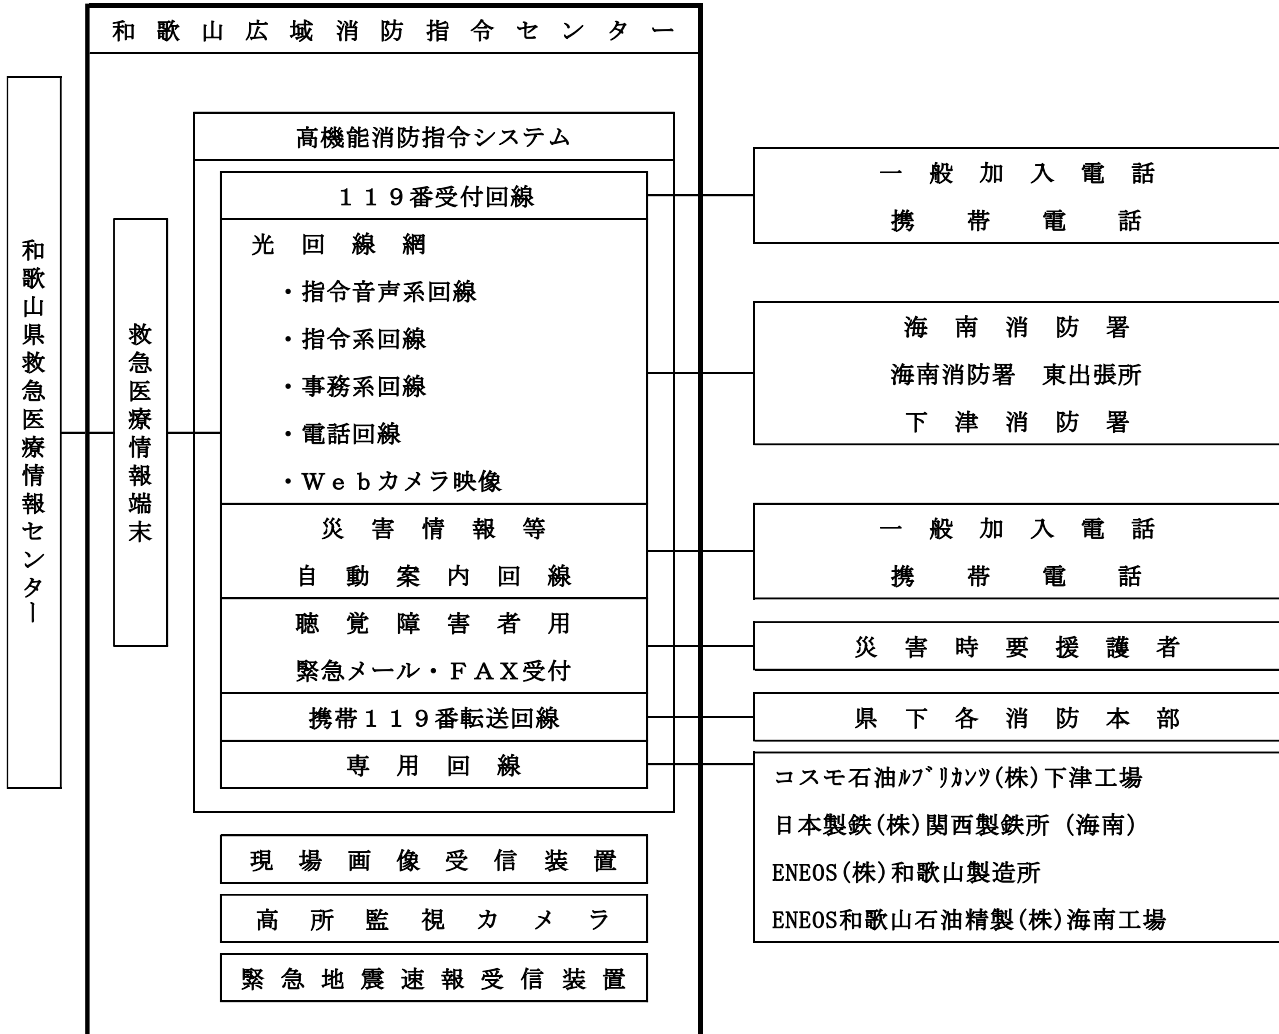 和歌山広域消防指令センター
和歌山県救急医療情報センター
救急医療情報端末
高機能消防指令システム
119番受付回線
光回線網
・指令音声系回線
・指令系回線
・事務系回線
・電話回線
・Webカメラ映像
災害情報等
自動案内回線
聴覚障害者用
緊急メール・FAX受付
携帯119番転送回線
専用回線
現場画像受信装置
高所監視カメラ
緊急地震速報受信装置
一般加入電話
携帯電話
海南消防署
海南消防署 東出張所
下津消防署
一般加入電話
携帯電話
災害時要援護者
県下各消防本部
コスモ石油ﾙﾌﾞﾘｶﾝﾂ(株)下津工場
日本製鉄(株)関西製鉄所 (海南)
ENEOS(株)和歌山製造所
ENEOS和歌山石油精製(株)海南工場